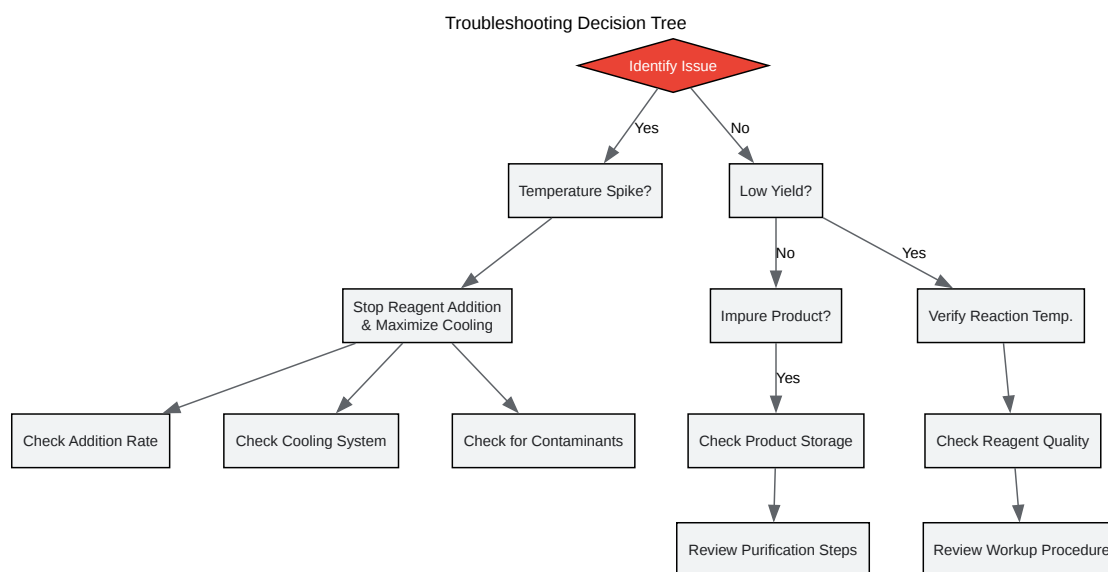 Troubleshooting Decision Tree
Identify Issue
Yes
No
Temperature Spike?
Low Yield?
No
Yes
Stop Reagent Addition
& Maximize Cooling
Impure Product?
Verify Reaction Temp.
Yes
Check Addition Rate
Check Cooling System
Check for Contaminants
Check Product Storage
Check Reagent Quality
Review Purification Steps
Review Workup Procedure